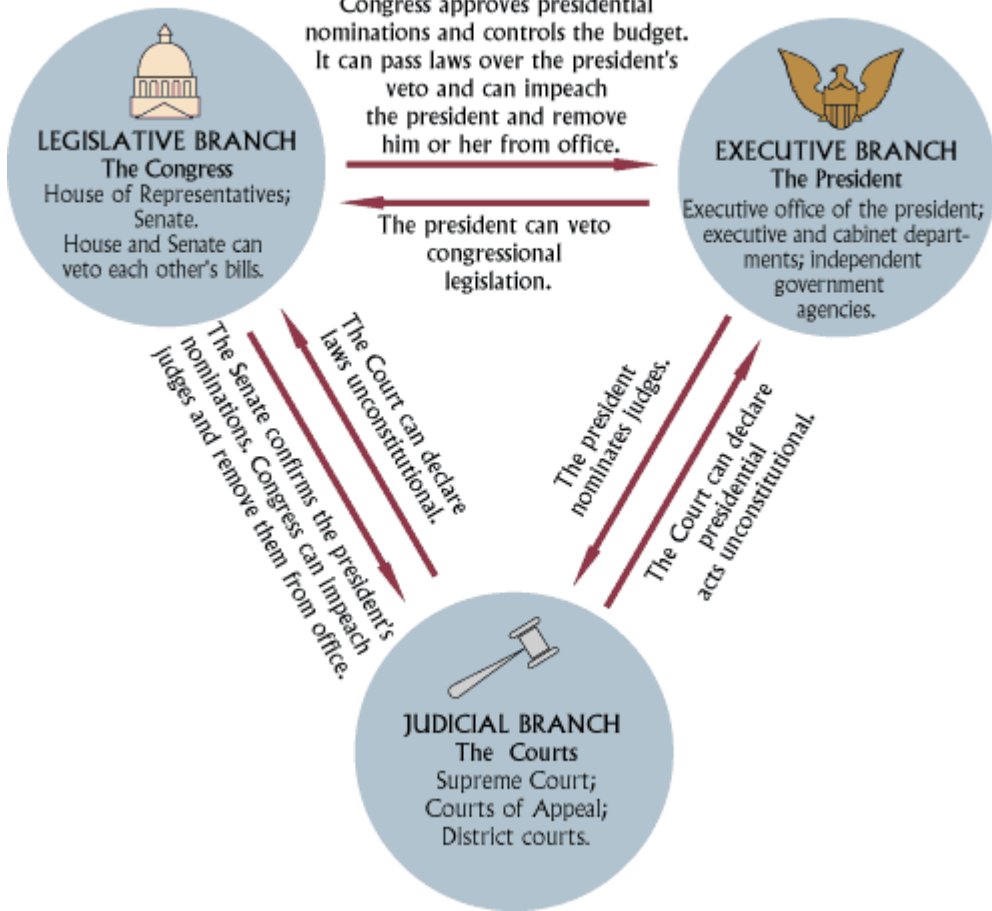 Congress approves presidential
nominations and controls the budget.
It can pass laws over the president's
veto and can impeach
the president and remove
him or her from office.
LEGISLATIVE BRANCH
The Congress
House of Representatives;
Senate.
House and Senate can
veto each other's bills.
EXECUTIVE BRANCH
The President
Executive office of the president;
executive and cabinet depart-
ments; independent
government
agencies.
The president can veto
congressional
legislation.
The Senate confirms the president's
nominations. Congress can impeach
judges and remove them from office.
The Court can declare
laws unconstitutional.
The president
nominates judges.
The Court can declare
presidential
acts unconstitutional.
JUDICIAL BRANCH
The Courts
Supreme Court;
Courts of Appeal;
District courts.